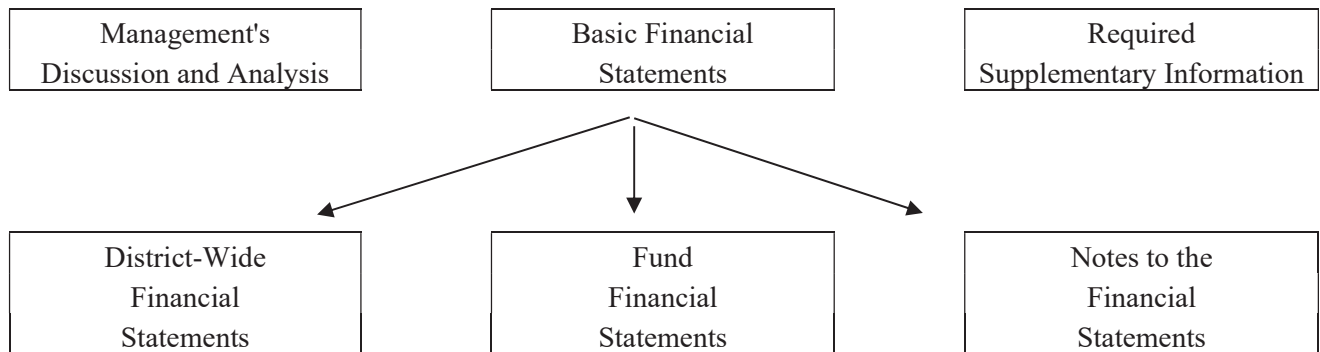 Management's
Discussion and Analysis
Basic Financial
Statements
Required
Supplementary Information
District-Wide
Financial
Statements
Fund
Financial
Statements
Notes to the
Financial
Statements